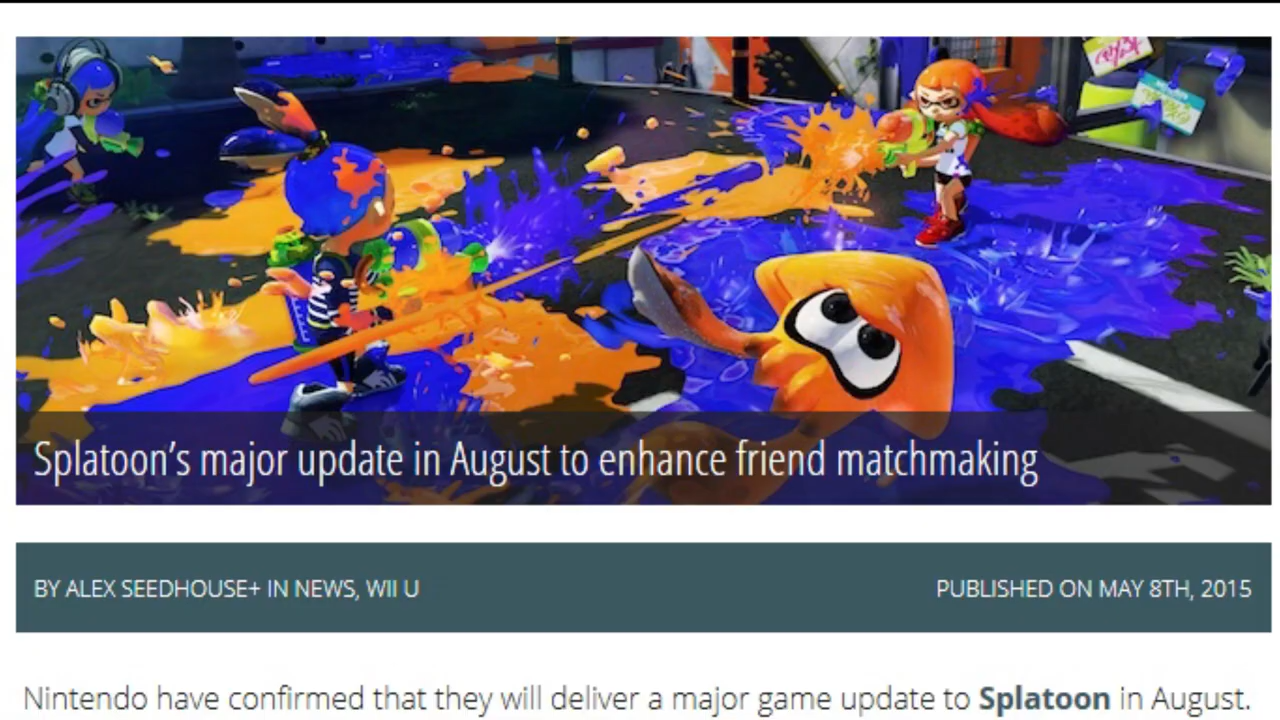 Splatoon’s major update in August to enhance friend matchmaking
BY ALEX SEEDHOUSE+ IN NEWS, WII U
PUBLISHED ON MAY 8TH, 2015
Nintendo have confirmed that they will deliver a major game update to Splatoon in August.